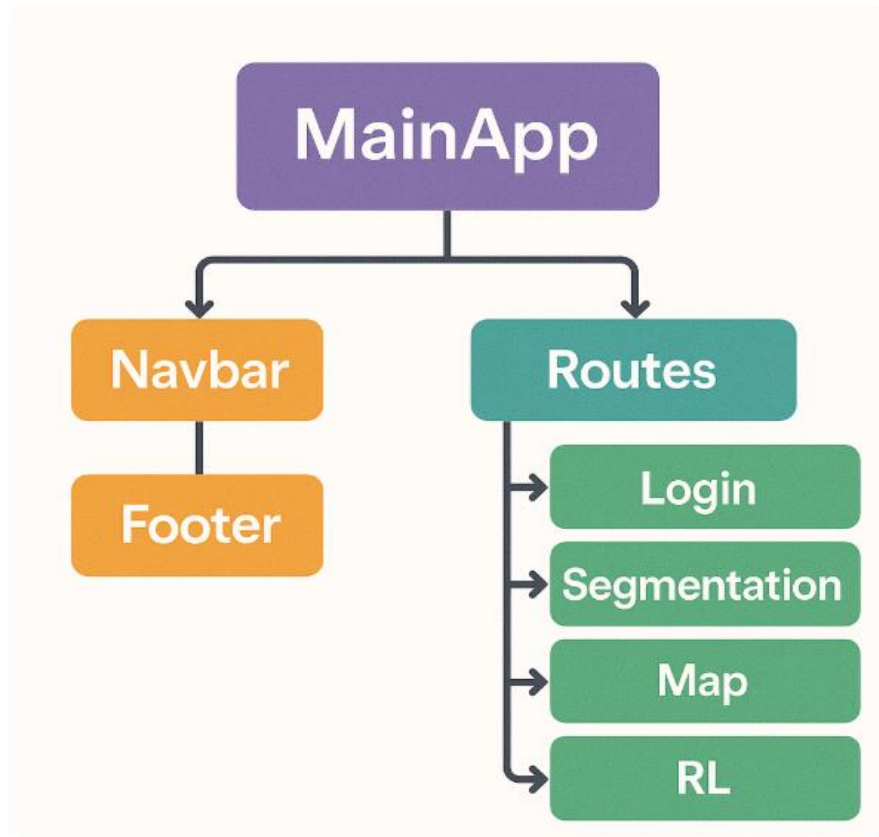 MainApp
Navbar
Routes
Footer
Login
Segmentation
Map
RL